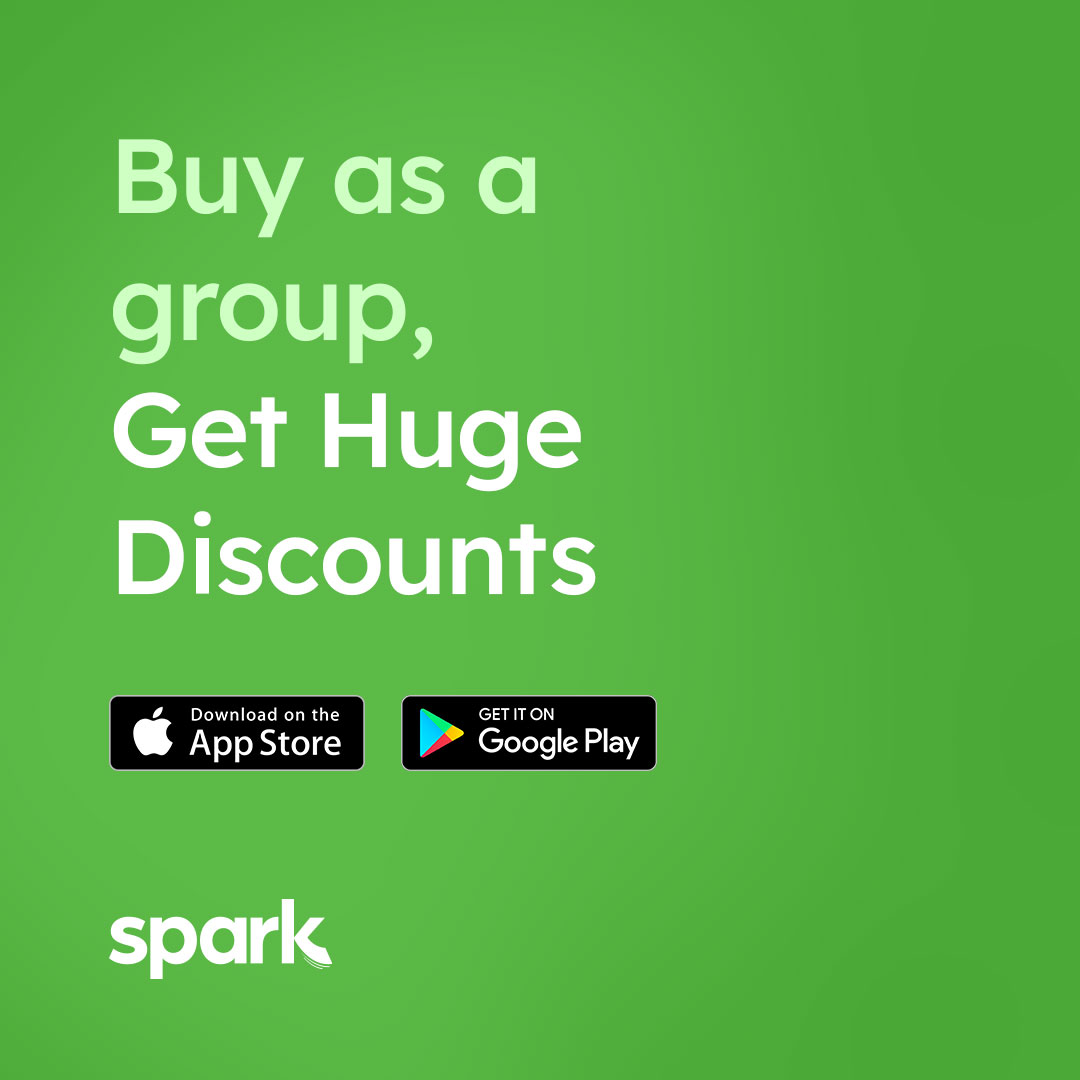 Buy as a
group,
Get Huge
Discounts
Download on the
App Store
GET IT ON
Google Play
spark